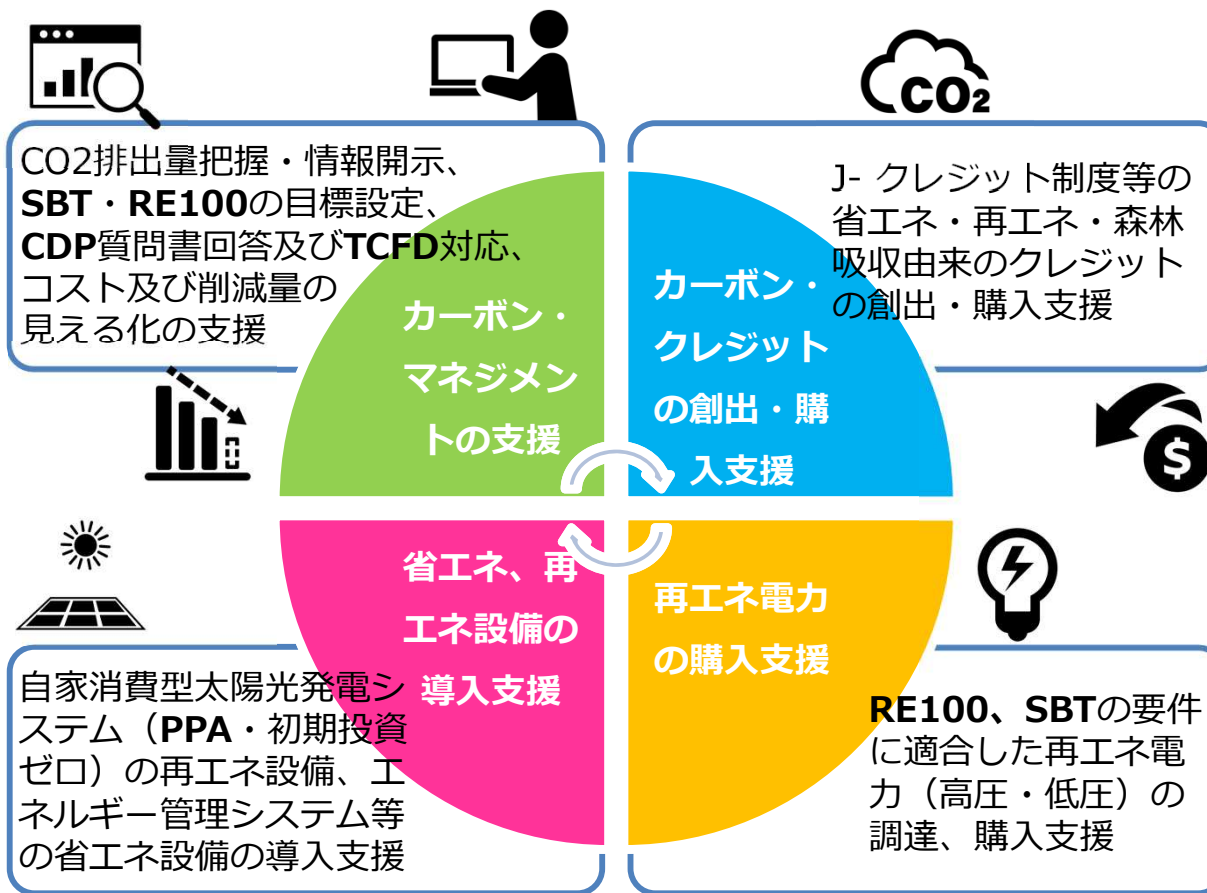 CO2排出量把握・情報開示、
SBT・RE100の目標設定、
CDP質問書回答及びTCFD対応、
コスト及び削減量の
見える化の支援
カーボン・
マネジメン
トの支援
CO2
J- クレジット制度等の
省エネ・再エネ・森林
吸収由来のクレジット
の創出・購入支援
カーボン・
クレジット
の創出・購
入支援
$
省エネ、再
エネ設備の
導入支援
自家消費型太陽光発電シ
ステム（PPA・初期投資
ゼロ）の再エネ設備、エ
ネルギー管理システム等
の省エネ設備の導入支援
再エネ電力
の購入支援
RE100、SBTの要件
に適合した再エネ電
力（高圧・低圧）の
調達、購入支援